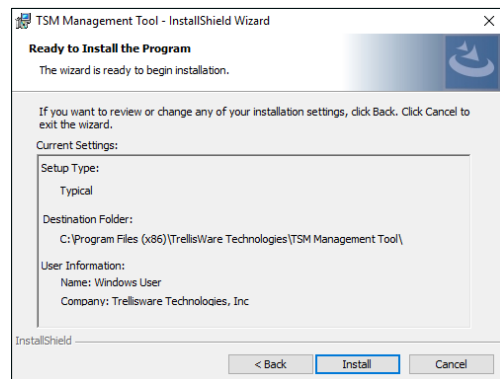 TSM Management Tool - InstallShield Wizard
Ready to Install the Program
The wizard is ready to begin installation.
If you want to review or change any of your installation settings, click Back. Click Cancel to
exit the wizard.
Current Settings:
Setup Type:
Typical
Destination Folder:
C:\Program Files (x86)\TrellisWare Technologies\TSM Management Tool\
User Information:
Name: Windows User
Company: Trellisware Technologies, Inc
InstallShield
< Back Install Cancel